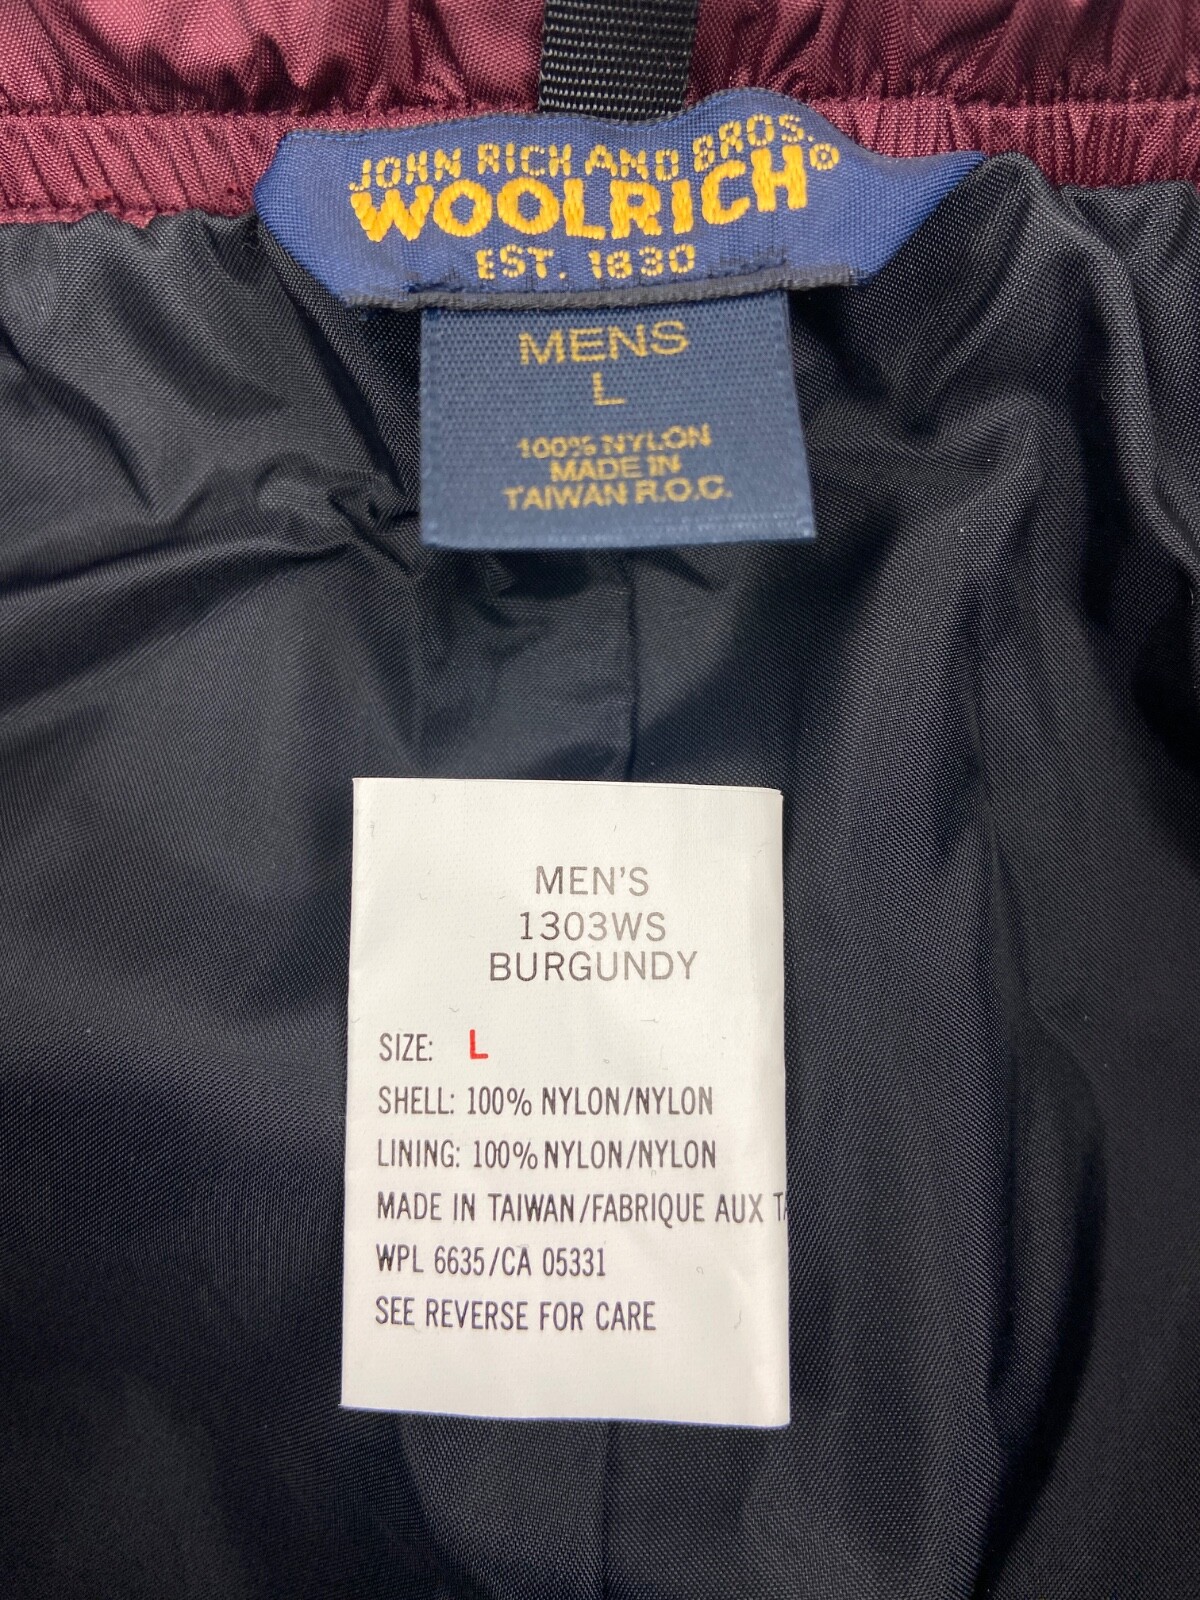 JOHN RICH AND BROS.
WOOLRICH®
EST. 1830
MENS
L
100% NYLON
MADE IN
TAIWAN R.O.C.
MEN'S
1303WS
BURGUNDY
SIZE: L
SHELL: 100% NYLON/NYLON
LINING: 100% NYLON/NYLON
MADE IN TAIWAN/FABRIQUE AUX
WPL 6635/CA 05331
SEE REVERSE FOR CARE